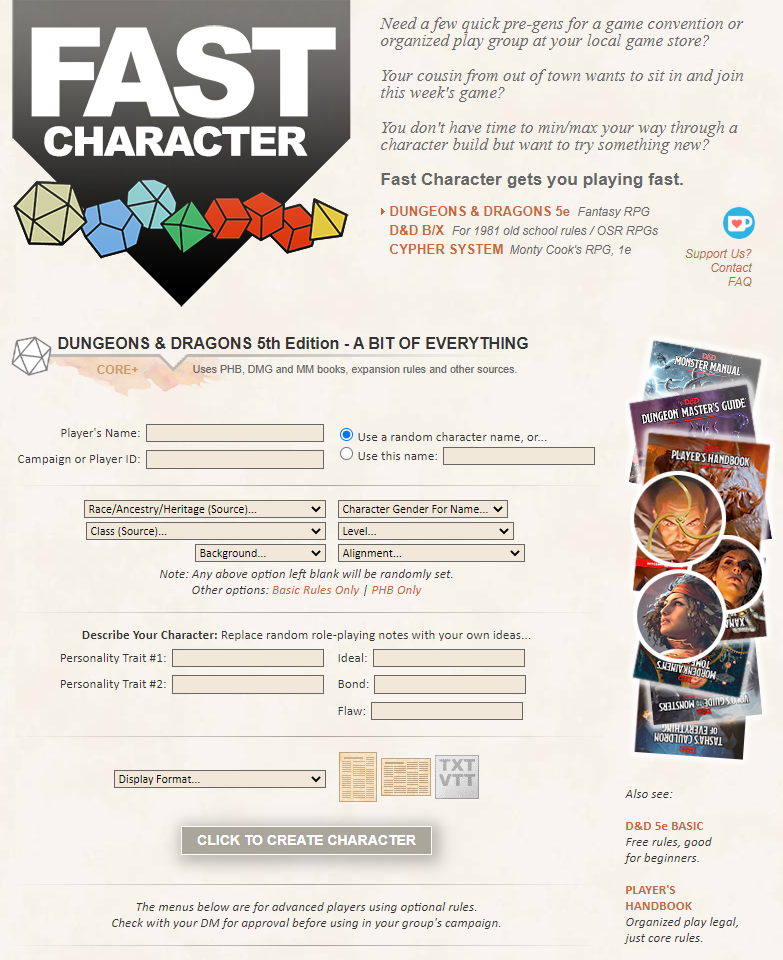 FAST
CHARACTER
Need a few quick pre-gens for a game convention or
organized play group at your local game store?
Your cousin from out of town wants to sit in and join
this week's game?
You don't have time to min/max your way through a
character build but want to try something new?
Fast Character gets you playing fast.
DUNGEONS & DRAGONS 5e Fantasy RPG
D&D B/X For 1981 old school rules / OSR RPGs
CYPHER SYSTEM Monty Cook's RPG, 1e
Support Us?
Contact
FAQ
DUNGEONS & DRAGONS 5th Edition - A BIT OF EVERYTHING
CORE+ Uses PHB, DMG and MM books, expansion rules and other sources.
Player's Name:
Use a random character name, or...
Campaign or Player ID:
Use this name:
Race/Ancestry/Heritage (Source)...
Character Gender For Name...
Class (Source)...
Level...
Background...
Alignment...
Note: Any above option left blank will be randomly set.
Other options: Basic Rules Only | PHB Only
Describe Your Character: Replace random role-playing notes with your own ideas...
Personality Trait #1:
Ideal:
Personality Trait #2:
Bond:
Flaw:
Display Format...
TXT
VTT
CLICK TO CREATE CHARACTER
The menus below are for advanced players using optional rules.
Check with your DM for approval before using in your group's campaign.
D&D
MONSTER MANUAL
D&D
DUNGEON MASTER'S GUIDE
D&D
PLAYER'S HANDBOOK
XANA
MORDENKAINEN'S
TOME
VOLO'S GUIDE TO MONSTERS
TASHA'S CAULDRON
OF EVERYTHING
Also see:
D&D 5e BASIC
Free rules, good
for beginners.
PLAYER'S
HANDBOOK
Organized play legal,
just core rules.